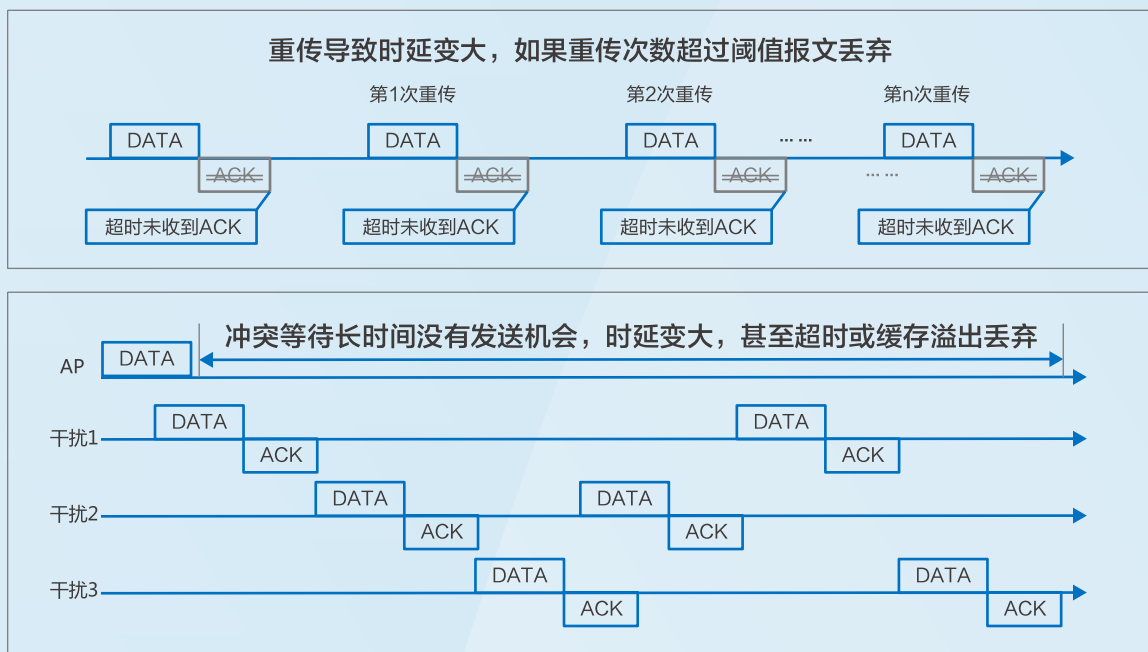 重传导致时延变大，如果重传次数超过阈值报文丢弃
第1次重传 第2次重传 第n次重传
DATA DATA DATA …… DATA
ACK ACK ACK …… ACK
超时未收到ACK 超时未收到ACK 超时未收到ACK 超时未收到ACK
冲突等待长时间没有发送机会，时延变大，甚至超时或缓存溢出丢弃
AP DATA
干扰1 DATA DATA
ACK ACK
干扰2 DATA DATA
ACK ACK
干扰3 DATA DATA
ACK ACK